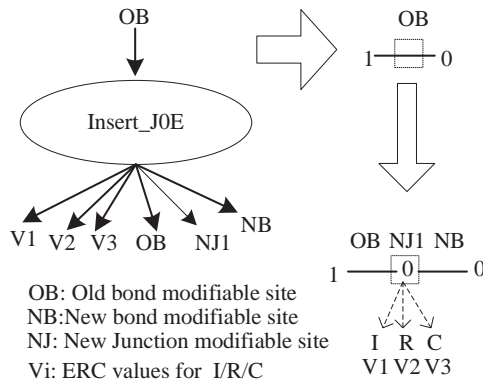 OB
Insert_J0E
V1 V2 V3 OB NJ1 NB
OB: Old bond modifiable site
NB:New bond modifiable site
NJ: New Junction modifiable site
Vi: ERC values for I/R/C
OB
1 0
OB NJ1 NB
1 0 0
I R C
V1 V2 V3